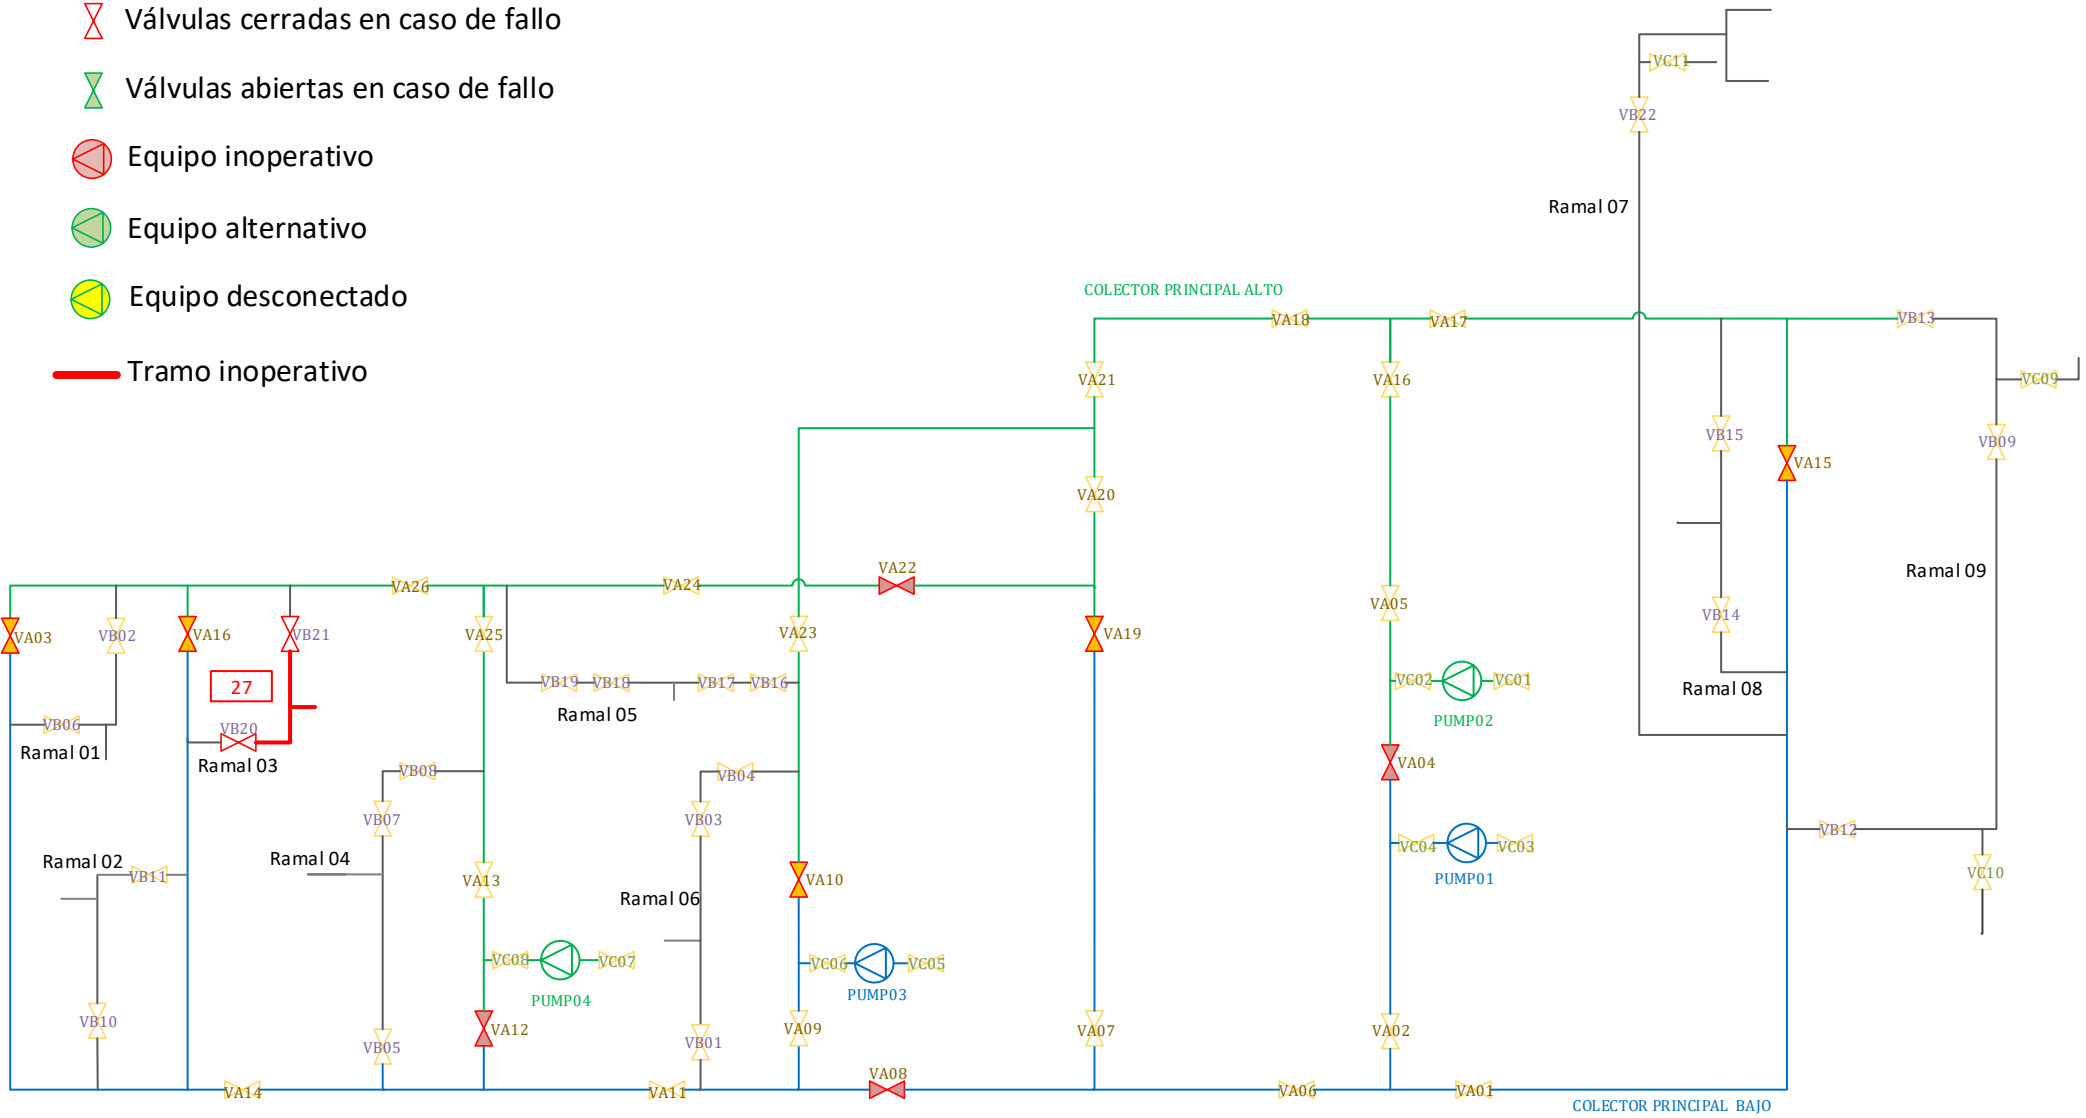 Válvulas cerradas en caso de fallo
Válvulas abiertas en caso de fallo
Equipo inoperativo
Equipo alternativo
Equipo desconectado
Tramo inoperativo
VC11
VB22
Ramal 07
COLECTOR PRINCIPAL ALTO
VA18
VA17
VB13
VA21
VA16
VC09
VB15
VB09
VA15
VA20
VA22
VA26
VA24
Ramal 09
VA05
VB14
VA03
VB02
VA16
VB21
VA25
VA23
VA19
27
VB19
VB18
VB17
VB16
VC02
VC01
Ramal 08
Ramal 05
PUMP02
VB06
VB20
Ramal 01
Ramal 03
VA04
VB08
VB04
VB07
VB03
VB12
VC04
VC03
Ramal 02
Ramal 04
VB11
VA13
VA10
PUMP01
VC10
Ramal 06
VC08
VC07
VC06
VC05
PUMP04
PUMP03
VB10
VA12
VA09
VA07
VA02
VB05
VB01
VA08
VA14
VA11
VA06
VA01
COLECTOR PRINCIPAL BAJO